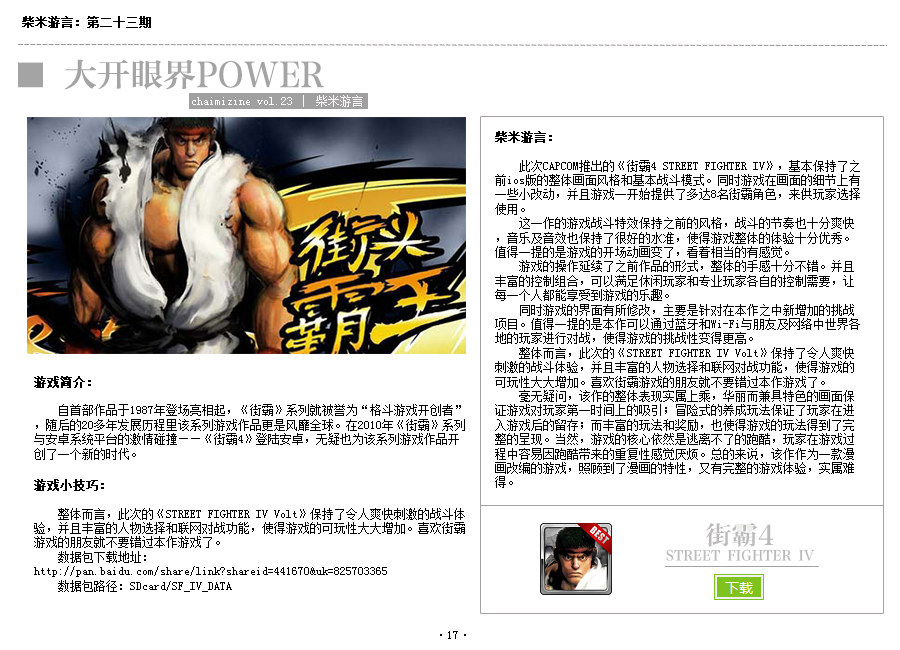 柴米游言：第二十三期
大开眼界POWER
chaimizine vol.23 | 柴米游言
街头
霸王
游戏简介：
自首部作品于1987年登场亮相起，《街霸》系列就被誉为“格斗游戏开创者”
，随后的20多年发展历程里该系列游戏作品更是风靡全球。在2010年《街霸》系列
与安卓系统平台的激情碰撞——《街霸4》登陆安卓，无疑也为该系列游戏作品开
创了一个新的时代。
游戏小技巧：
整体而言，此次的《STREET FIGHTER IV Volt》保持了令人爽快刺激的战斗体
验，并且丰富的人物选择和联网对战功能，使得游戏的可玩性大大增加。喜欢街霸
游戏的朋友就不要错过本作游戏了。
数据包下载地址：
http://pan.baidu.com/share/link?shareid=441670&uk=825703365
数据包路径：SDcard/SF_IV_DATA
柴米游言：
此次CAPCOM推出的《街霸4 STREET FIGHTER IV》，基本保持了之
前ios版的整体画面风格和基本战斗模式。同时游戏在画面的细节上有
一些小改动，并且游戏一开始提供了多达8名街霸角色，来供玩家选择
使用。
这一作的游戏战斗特效保持之前的风格，战斗的节奏也十分爽快
，音乐及音效也保持了很好的水准，使得游戏整体的体验十分优秀。
值得一提的是游戏的开场动画变了，看着相当的有感觉。
游戏的操作延续了之前作品的形式，整体的手感十分不错。并且
丰富的控制组合，可以满足休闲玩家和专业玩家各自的控制需要，让
每一个人都能享受到游戏的乐趣。
同时游戏的界面有所修改，主要是针对在本作之中新增加的挑战
项目。值得一提的是本作可以通过蓝牙和Wi-Fi与朋友及网络中世界各
地的玩家进行对战，使得游戏的挑战性变得更高。
整体而言，此次的《STREET FIGHTER IV Volt》保持了令人爽快
刺激的战斗体验，并且丰富的人物选择和联网对战功能，使得游戏的
可玩性大大增加。喜欢街霸游戏的朋友就不要错过本作游戏了。
毫无疑问，该作的整体表现实属上乘，华丽而兼具特色的画面保
证游戏对玩家第一时间上的吸引；冒险式的养成玩法保证了玩家在进
入游戏后的留存；而丰富的玩法和奖励，也使得游戏的玩法得到了完
整的呈现。当然，游戏的核心依然是逃离不了的跑酷，玩家在游戏过
程中容易因跑酷带来的重复性感觉厌烦。总的来说，该作作为一款漫
画改编的游戏，照顾到了漫画的特性，又有完整的游戏体验，实属难
得。
BEST
街霸4
STREET FIGHTER IV
下载
·17·